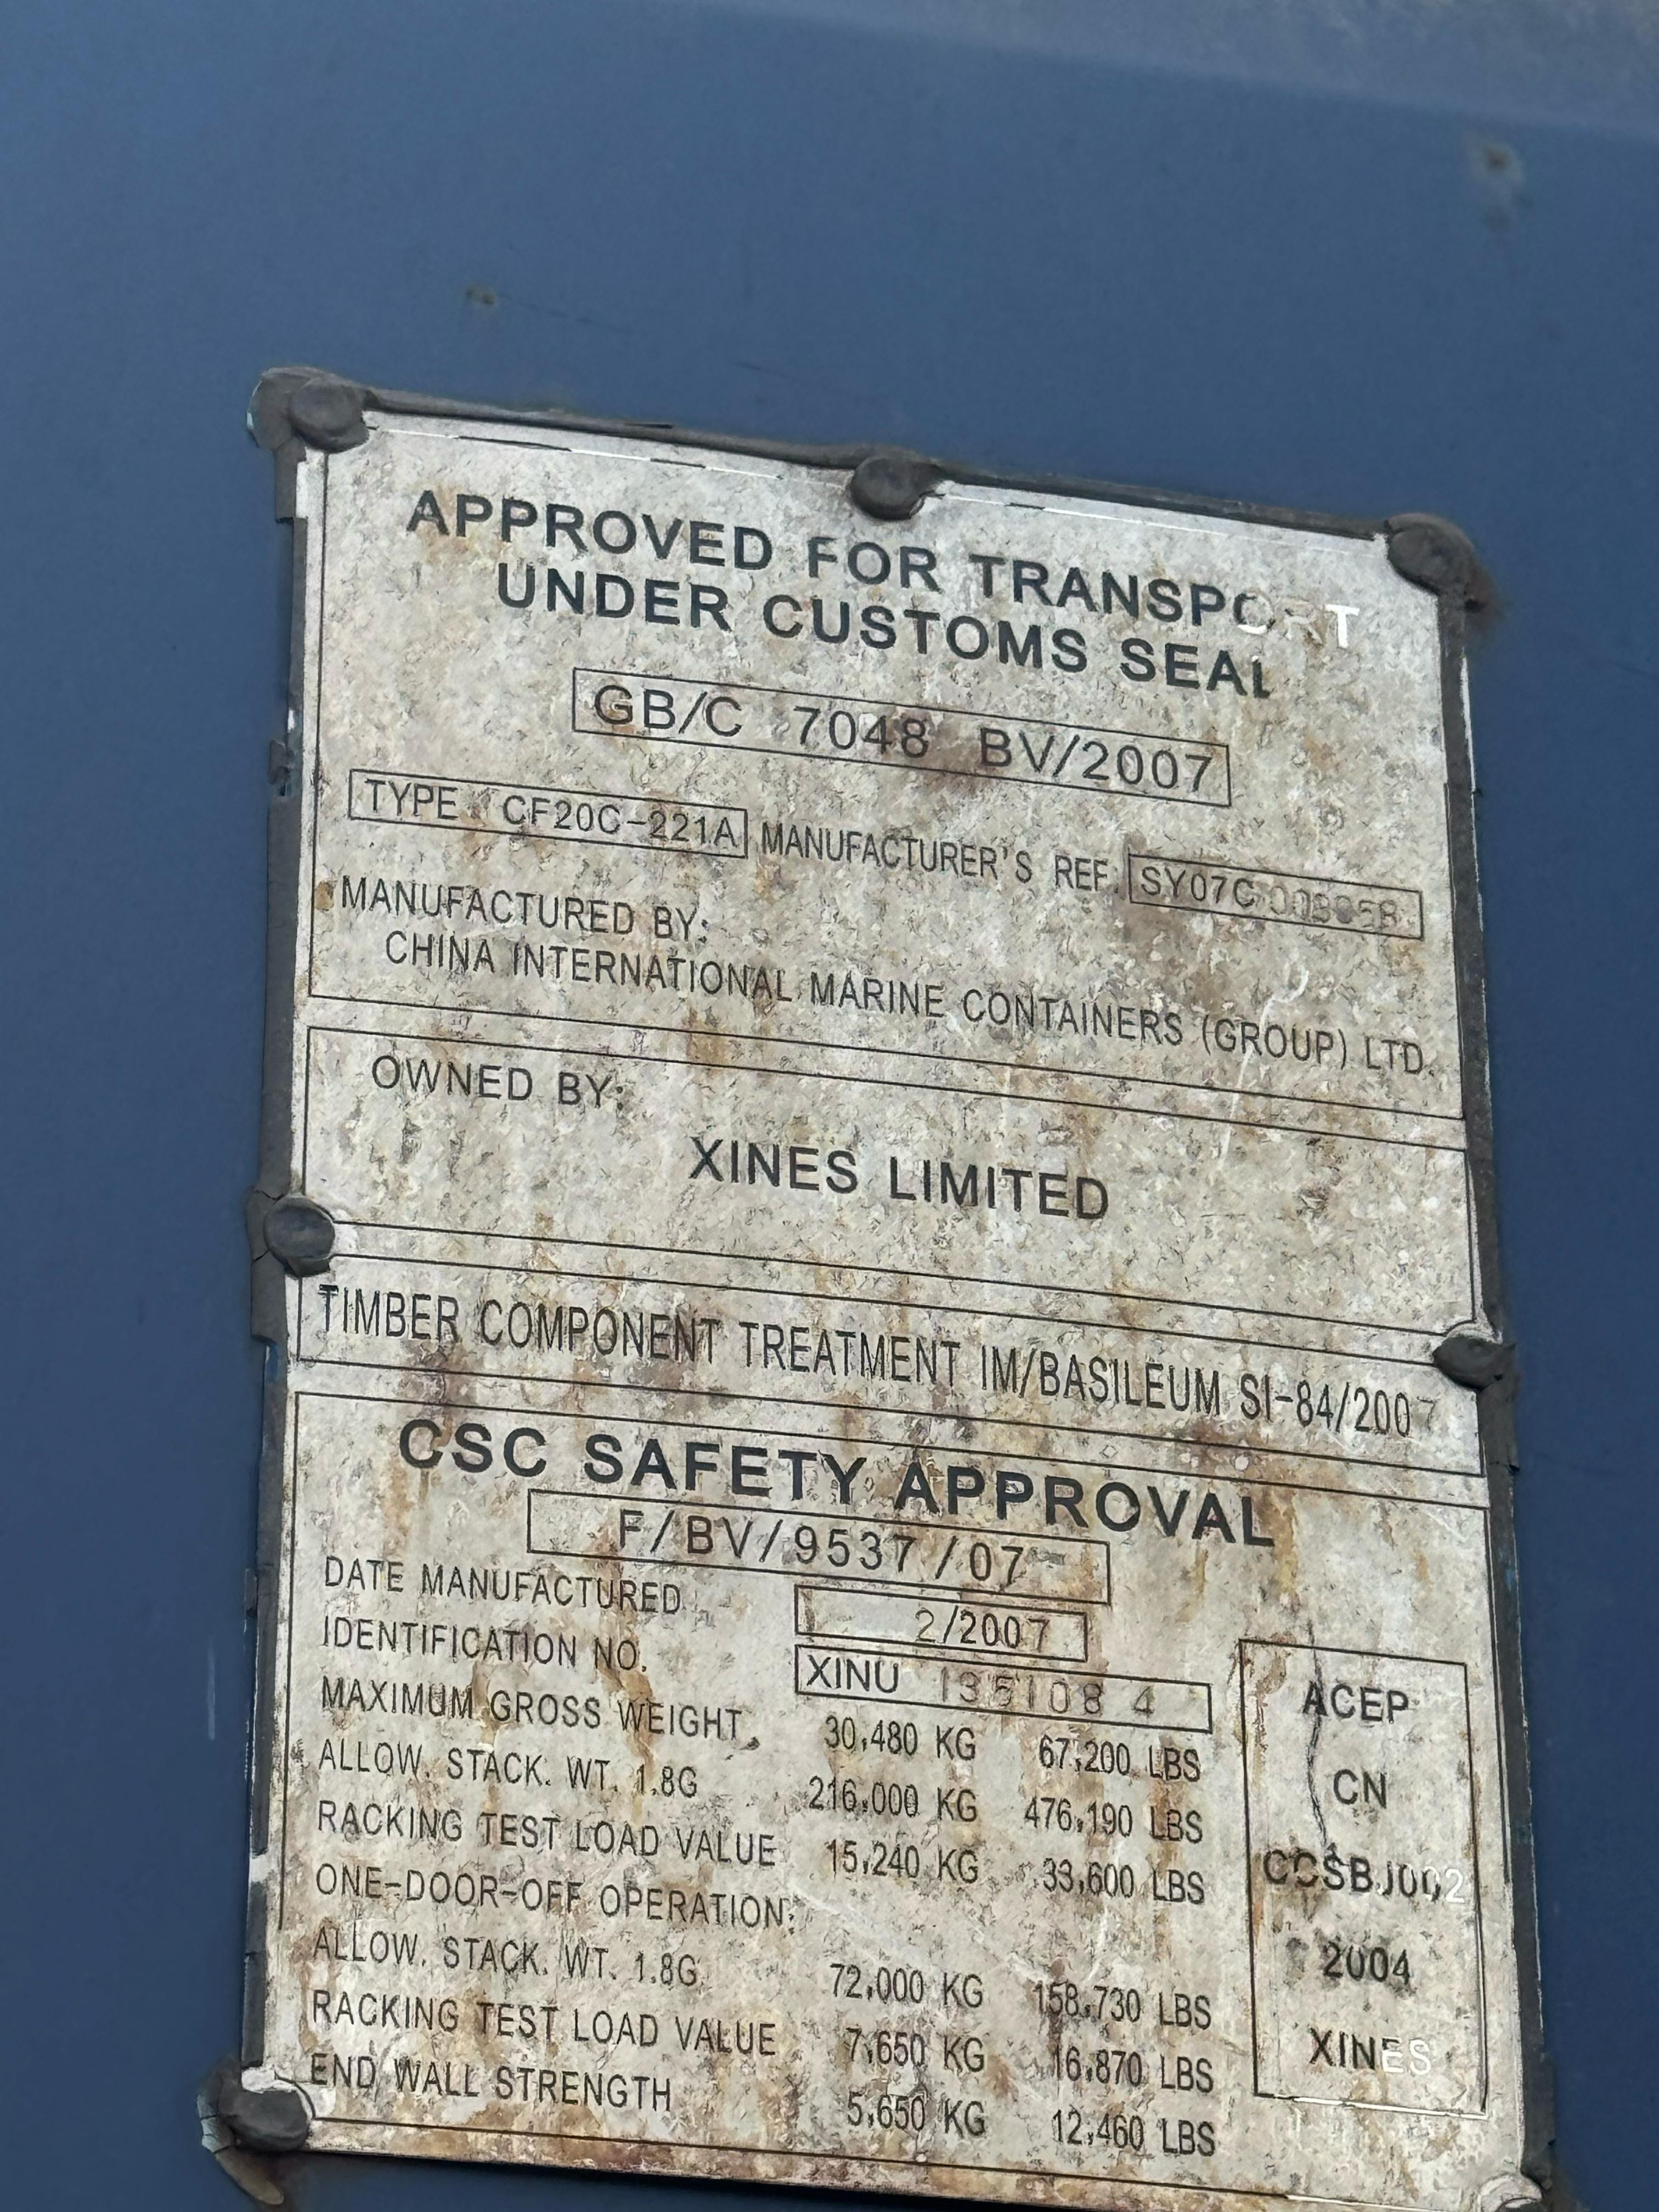 APPROVED FOR TRANSPORT
UNDER CUSTOMS SEAL
GB/C 7048 BV/2007
TYPE CF20C-221A MANUFACTURER'S REF.
MANUFACTURED BY:
CHINA INTERNATIONAL MARINE CONTAINERS (GROUP) LTD.
OWNED BY:
XINES LIMITED
TIMBER COMPONENT TREATMENT IM/BASILEUM SI-84/2007
CSC SAFETY APPROVAL
F/BV/9537/07
DATE MANUFACTURED 2/2007
IDENTIFICATION NO. XINU 135108 4
MAXIMUM GROSS WEIGHT 30,480 KG 67,200 LBS
ALLOW. STACK. WT. 1.8G 216,000 KG 476,190 LBS
RACKING TEST LOAD VALUE 15,240 KG 33,600 LBS
ONE-DOOR-OFF OPERATION:
ALLOW. STACK. WT. 1.8G 72,000 KG 158,730 LBS
RACKING TEST LOAD VALUE 7,650 KG 16,870 LBS
END WALL STRENGTH 5,650 KG 12,460 LBS
ACEP
CN
CCSBJ002
2004
XINES